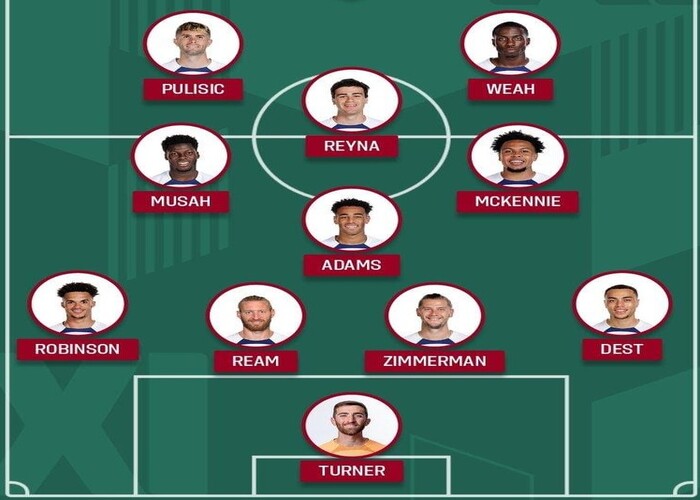 PULISIC
WEAH
REYNA
MUSAH
MCKENNIE
ADAMS
ROBINSON
REAM
ZIMMERMAN
DEST
TURNER